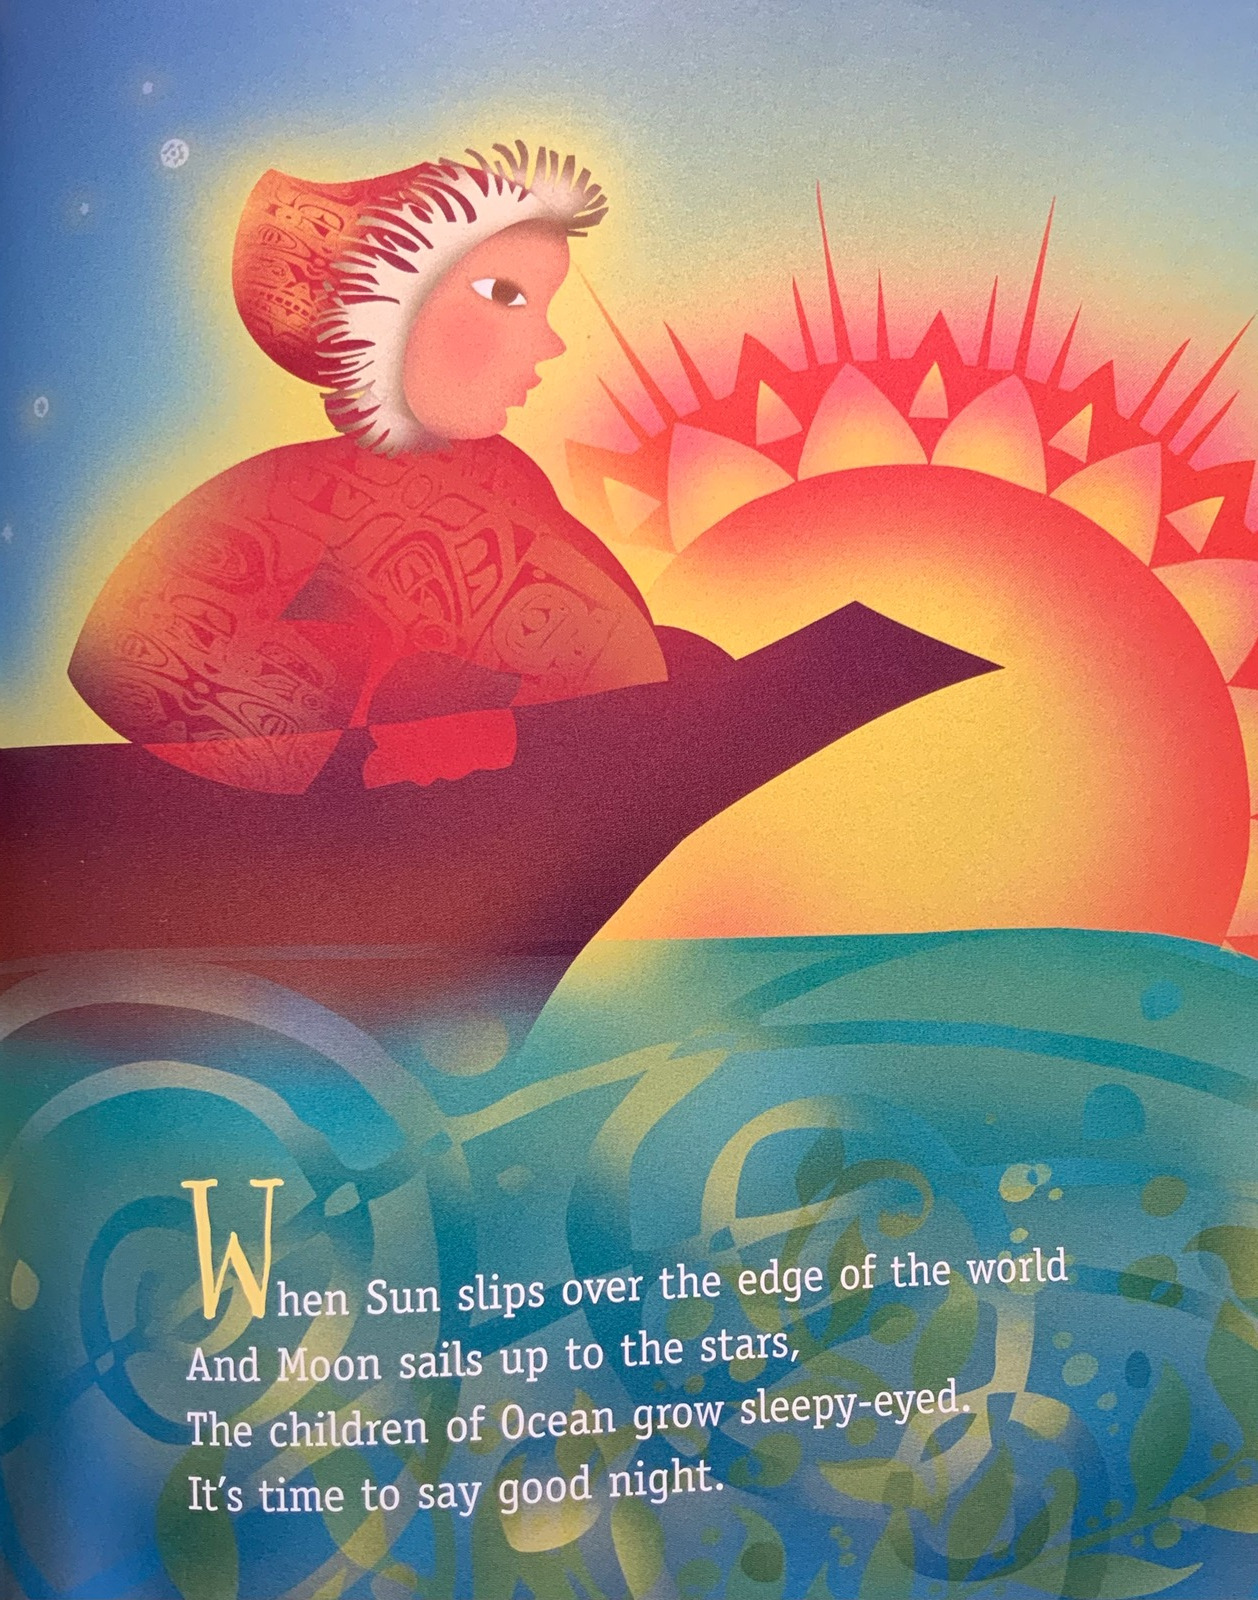 When Sun slips over the edge of the world
And Moon sails up to the stars,
The children of Ocean grow sleepy-eyed.
It's time to say good night.